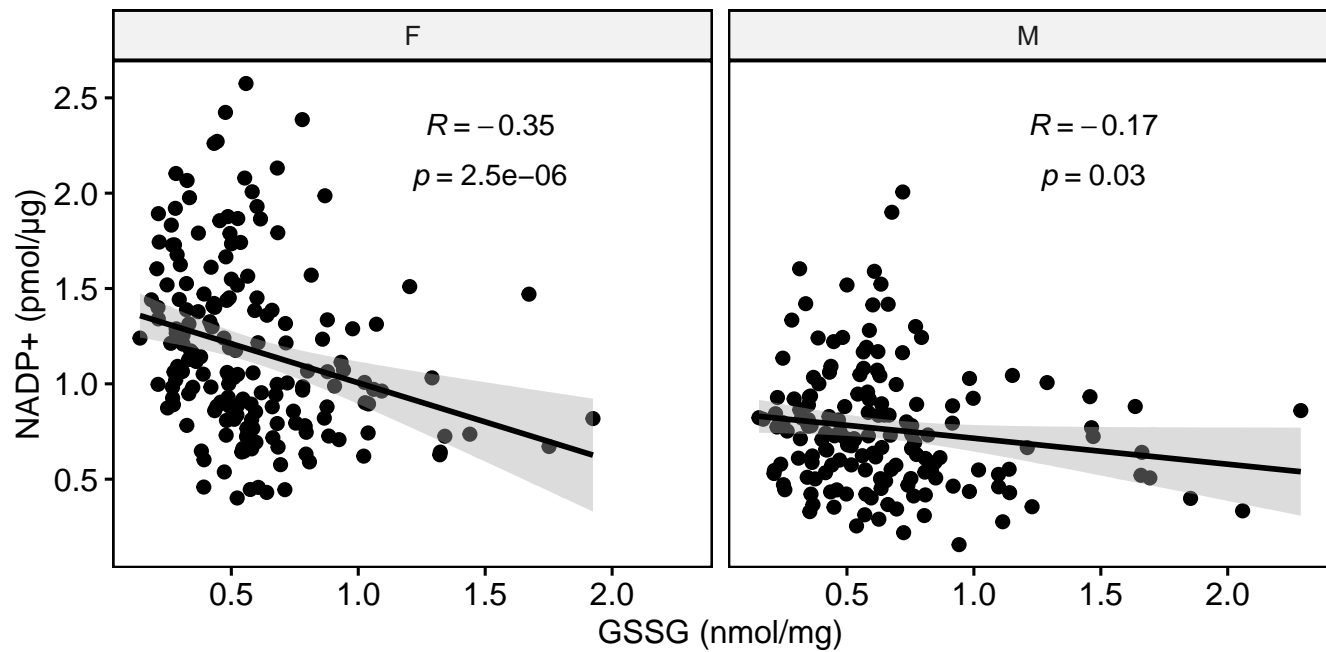 F
M
R = −0.35
p = 2.5e−06
R = −0.17
p = 0.03
NADP+ (pmol/μg)
2.5
2.0
1.5
1.0
0.5
0.5 1.0 1.5 2.0
0.5 1.0 1.5 2.0
GSSG (nmol/mg)